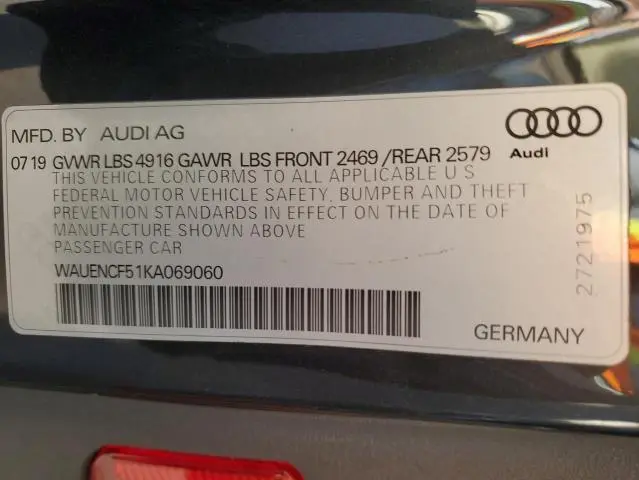 MFD. BY AUDI AG
Audi
07 19 GVWR LBS 4916 GAWR LBS FRONT 2469 /REAR 2579
THIS VEHICLE CONFORMS TO ALL APPLICABLE U S
FEDERAL MOTOR VEHICLE SAFETY, BUMPER AND THEFT
PREVENTION STANDARDS IN EFFECT ON THE DATE OF
MANUFACTURE SHOWN ABOVE
PASSENGER CAR
WAUENCF51KA069060
2721975
GERMANY